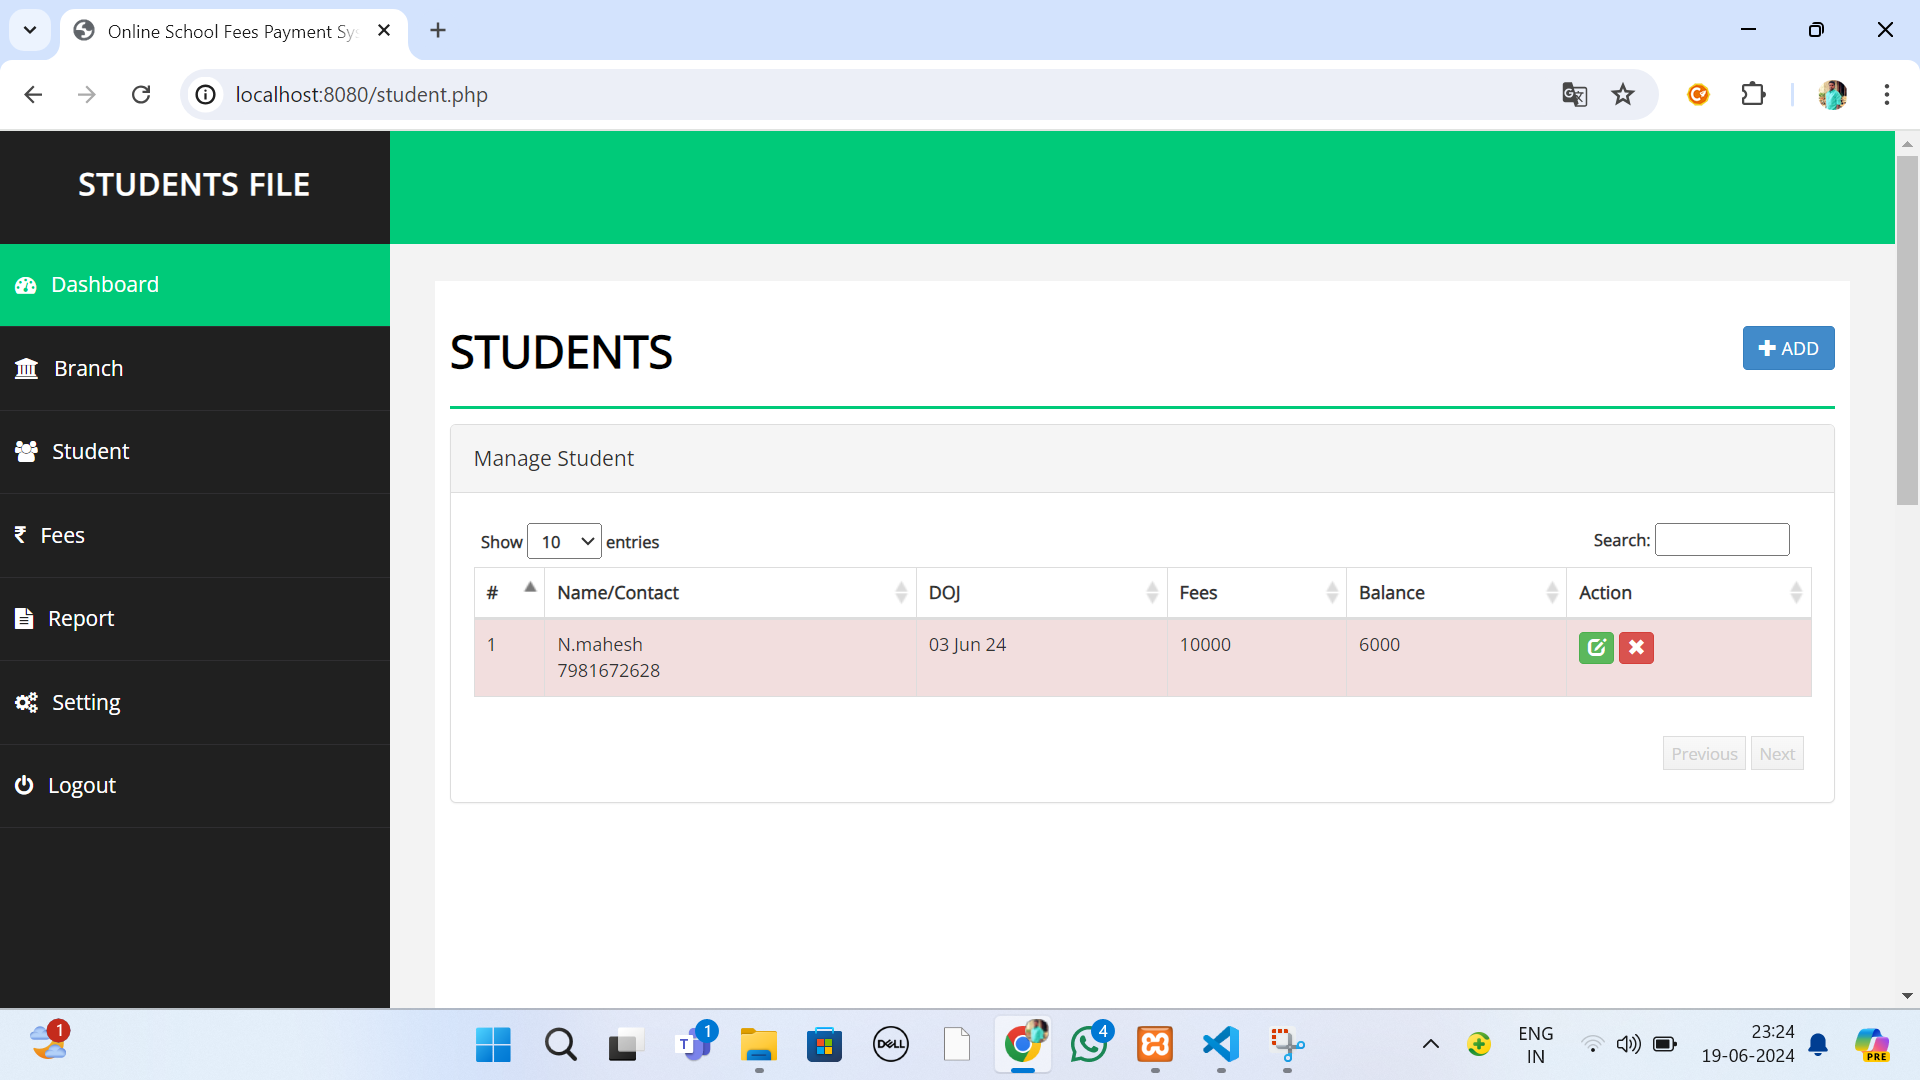 Online School Fees Payment Sy
localhost:8080/student.php
STUDENTS FILE
Dashboard
Branch
Student
Fees
Report
Setting
Logout
STUDENTS
ADD
Manage Student
Show 10 entries
Search:
# Name/Contact DOJ Fees Balance Action
1 N.mahesh 03 Jun 24 10000 6000
7981672628
Previous Next
1
T 1
DELL
4
ENG
IN
23:24
19-06-2024
PRE